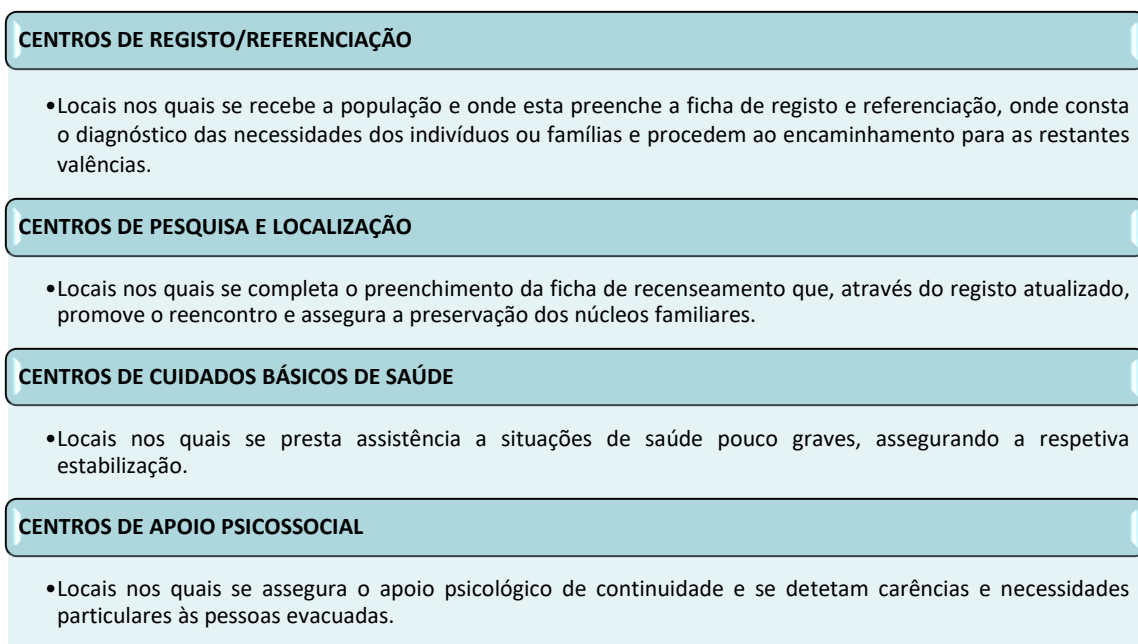 CENTROS DE REGISTO/REFERENCIAÇÃO
•Locais nos quais se recebe a população e onde esta preenche a ficha de registo e referenciação, onde consta
o diagnóstico das necessidades dos indivíduos ou famílias e procedem ao encaminhamento para as restantes
valências.
CENTROS DE PESQUISA E LOCALIZAÇÃO
•Locais nos quais se completa o preenchimento da ficha de recenseamento que, através do registo atualizado,
promove o reencontro e assegura a preservação dos núcleos familiares.
CENTROS DE CUIDADOS BÁSICOS DE SAÚDE
•Locais nos quais se presta assistência a situações de saúde pouco graves, assegurando a respetiva
estabilização.
CENTROS DE APOIO PSICOSSOCIAL
•Locais nos quais se assegura o apoio psicológico de continuidade e se detetam carências e necessidades
particulares às pessoas evacuadas.